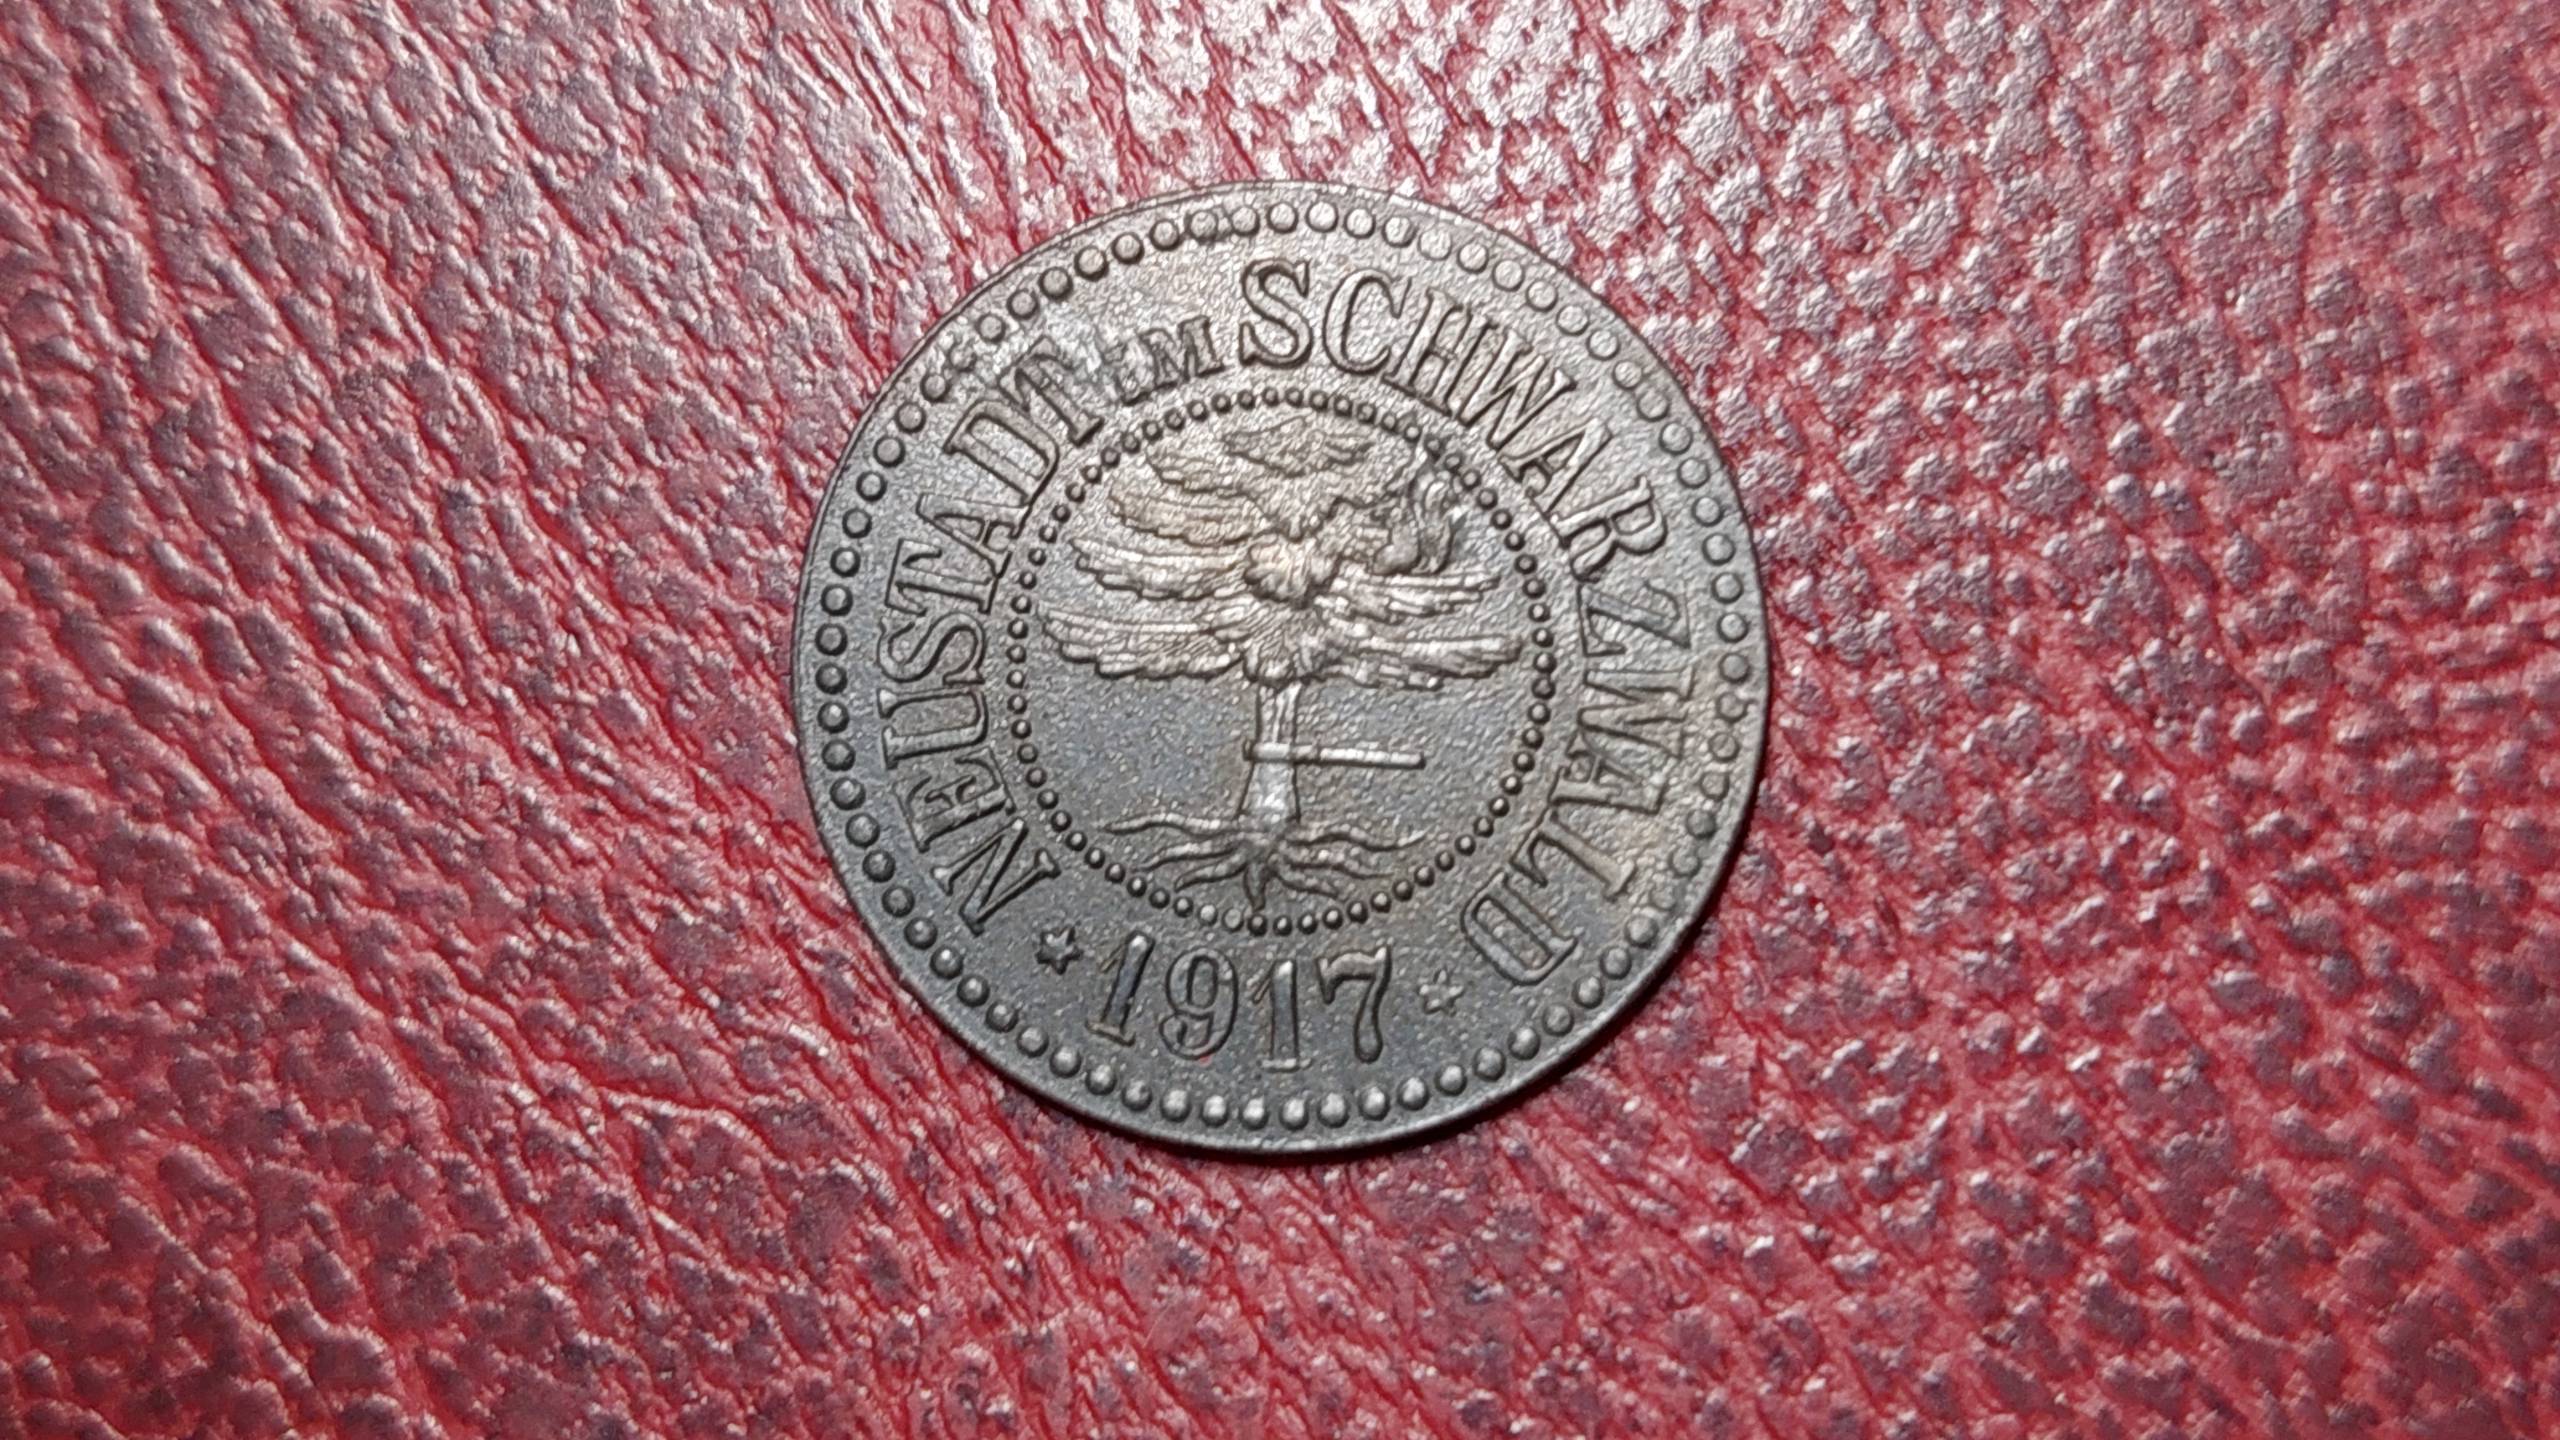 NEUSTADT IM SCHWARZWALD
* 1917 *